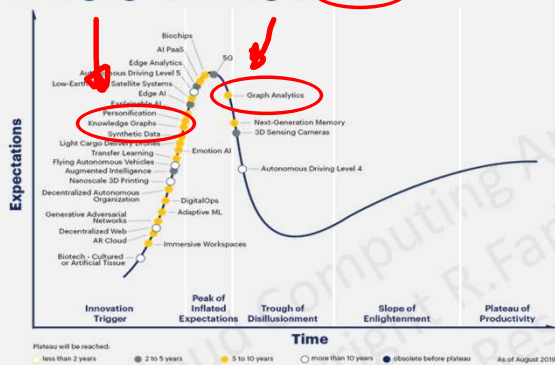 Biochips
AI PaaS
5G
Edge Analytics
Autonomous Driving Level 5
Low-Earth Satellite Systems
Edge AI
Graph Analytics
Explainable AI
Personification
Knowledge Graphs
Next-Generation Memory
Synthetic Data
3D Sensing Cameras
Light Cargo Delivery Drones
Transfer Learning
Emotion AI
Flying Autonomous Vehicles
Augmented Intelligence
Autonomous Driving Level 4
Nanoscale 3D Printing
Decentralized Autonomous
Organization
DigitalOps
Generative Adversarial
Networks
Adaptive ML
Decentralized Web
AR Cloud
Immersive Workspaces
Biotech - Cultured
or Artificial Tissue
Expectations
Innovation
Trigger
Peak of
Inflated
Expectations
Trough of
Disillusionment
Slope of
Enlightenment
Plateau of
Productivity
Time
Plateau will be reached:
less than 2 years
2 to 5 years
5 to 10 years
more than 10 years
obsolete before plateau
As of August 2019
Computing
R.